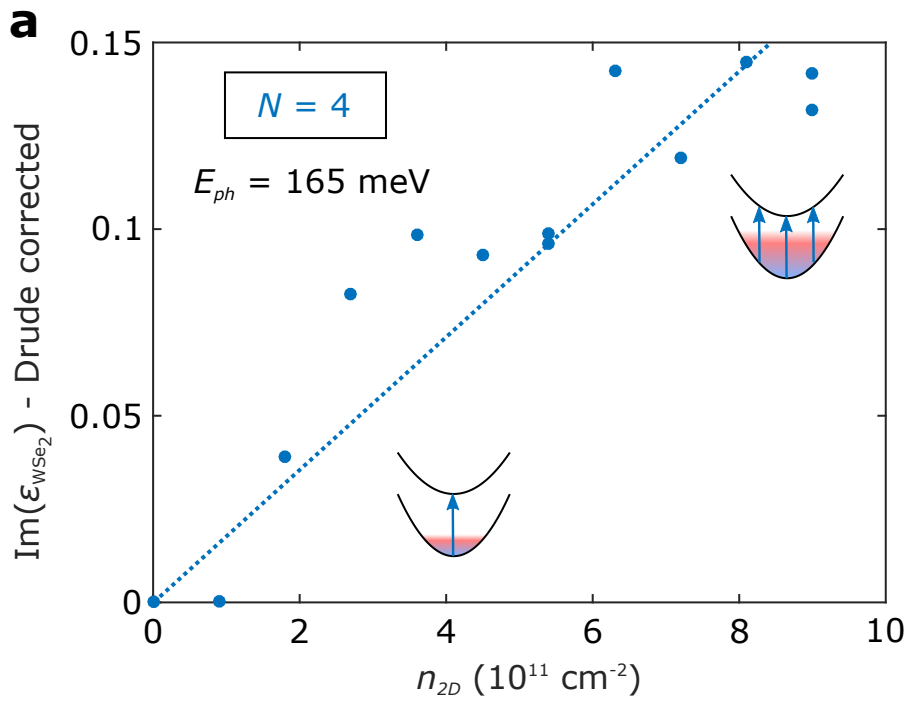 a
N = 4
E_ph = 165 meV
Im(ε_WSe₂) - Drude corrected
0.15
0.1
0.05
0
0 2 4 6 8 10
n_2D (10¹¹ cm⁻²)